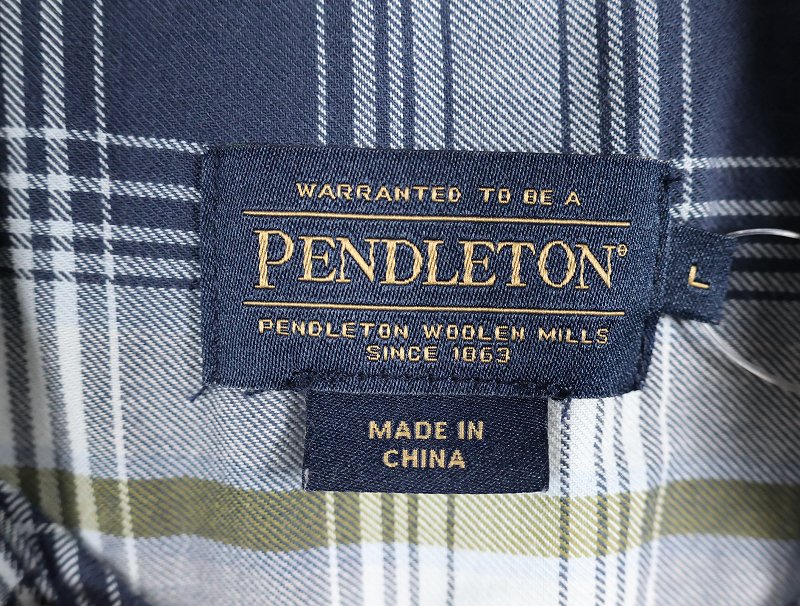 WARRANTED TO BE A
PENDLETON®
L
PENDLETON WOOLEN MILLS
SINCE 1863
MADE IN
CHINA